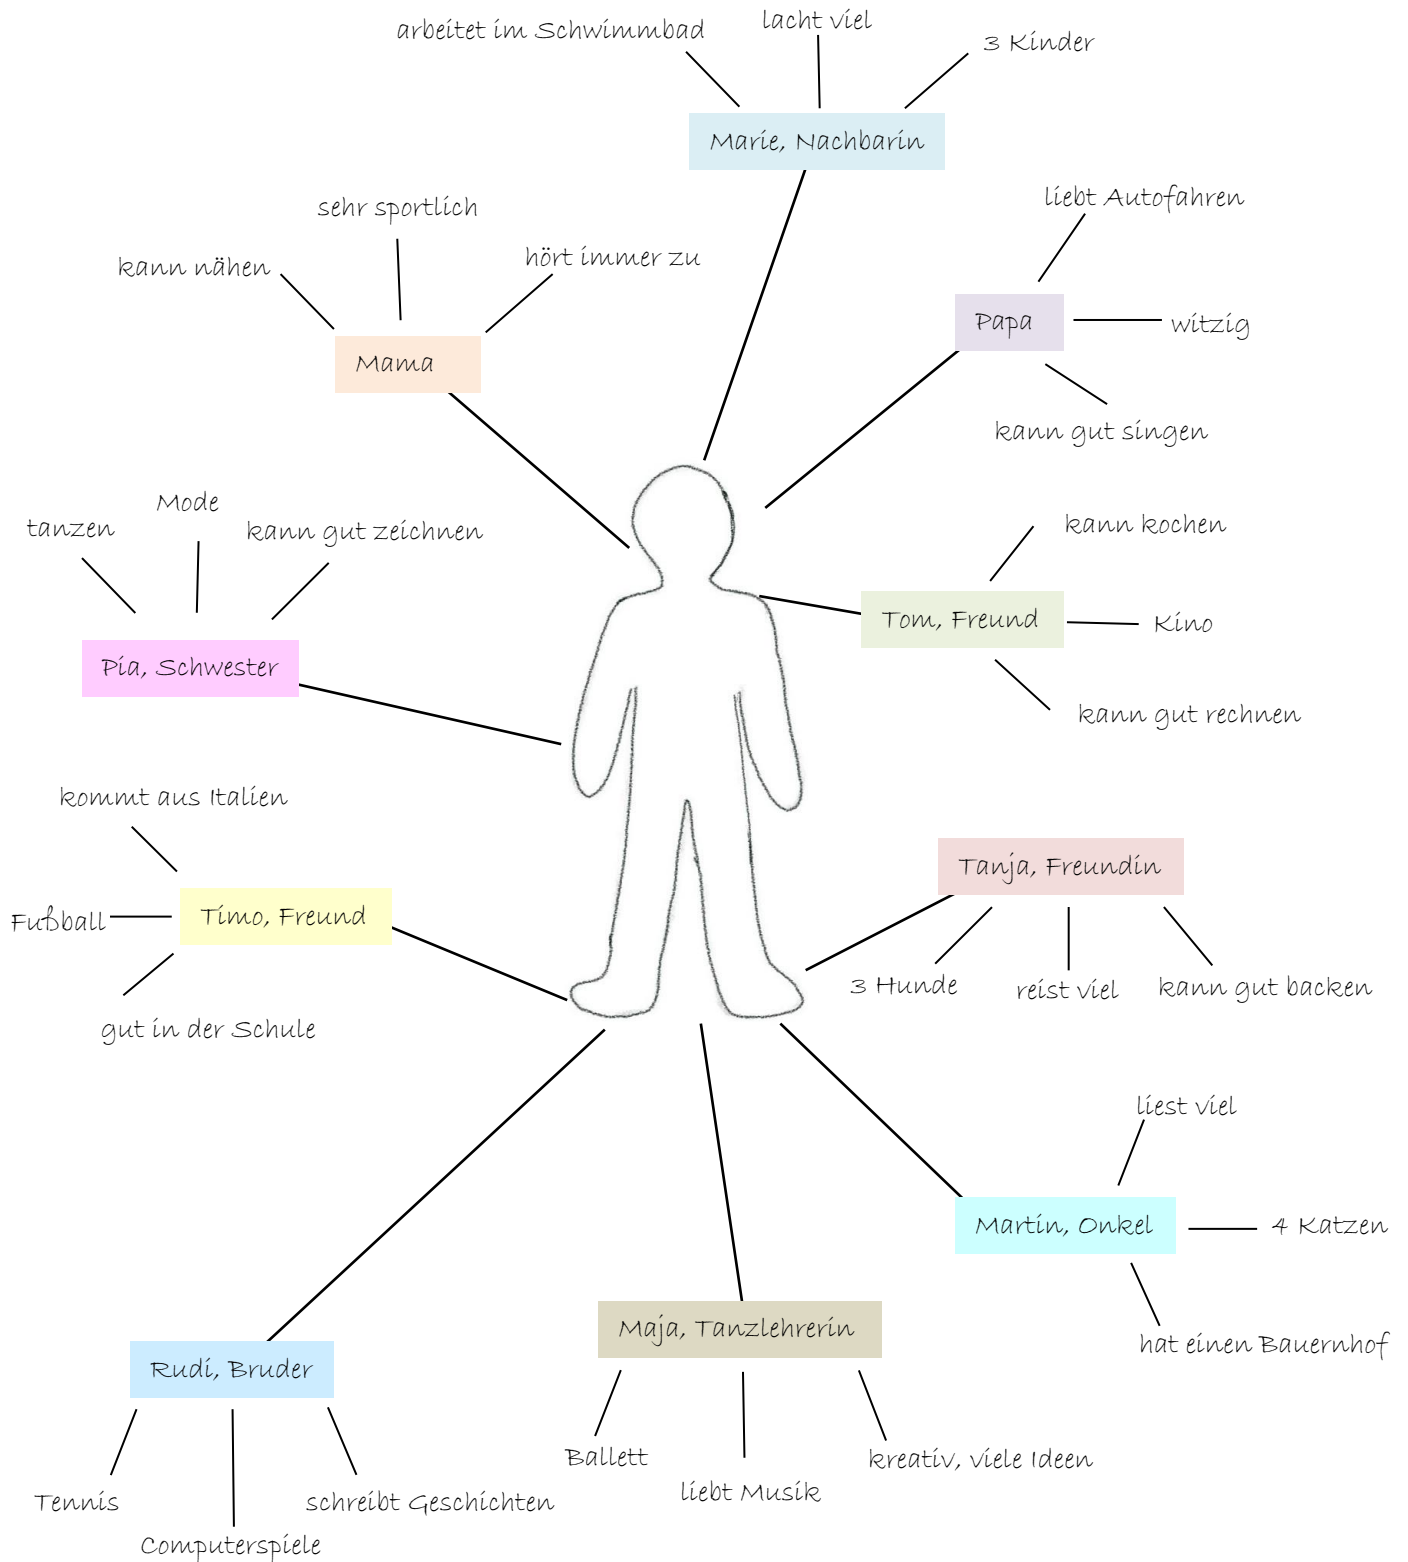 arbeitet im Schwimmbad
lacht viel
3 Kinder
Marie, Nachbarin
sehr sportlich
kann nähen
hört immer zu
Mama
liebt Autofahren
Papa
witzig
kann gut singen
tanzen
Mode
kann gut zeichnen
Pia, Schwester
kann kochen
Tom, Freund
Kino
kann gut rechnen
kommt aus Italien
Fußball
Timo, Freund
gut in der Schule
Tanja, Freundin
3 Hunde
reist viel
kann gut backen
liest viel
Martin, Onkel
4 Katzen
hat einen Bauernhof
Maja, Tanzlehrerin
Ballett
liebt Musik
kreativ, viele Ideen
Rudi, Bruder
Tennis
Computerspiele
schreibt Geschichten